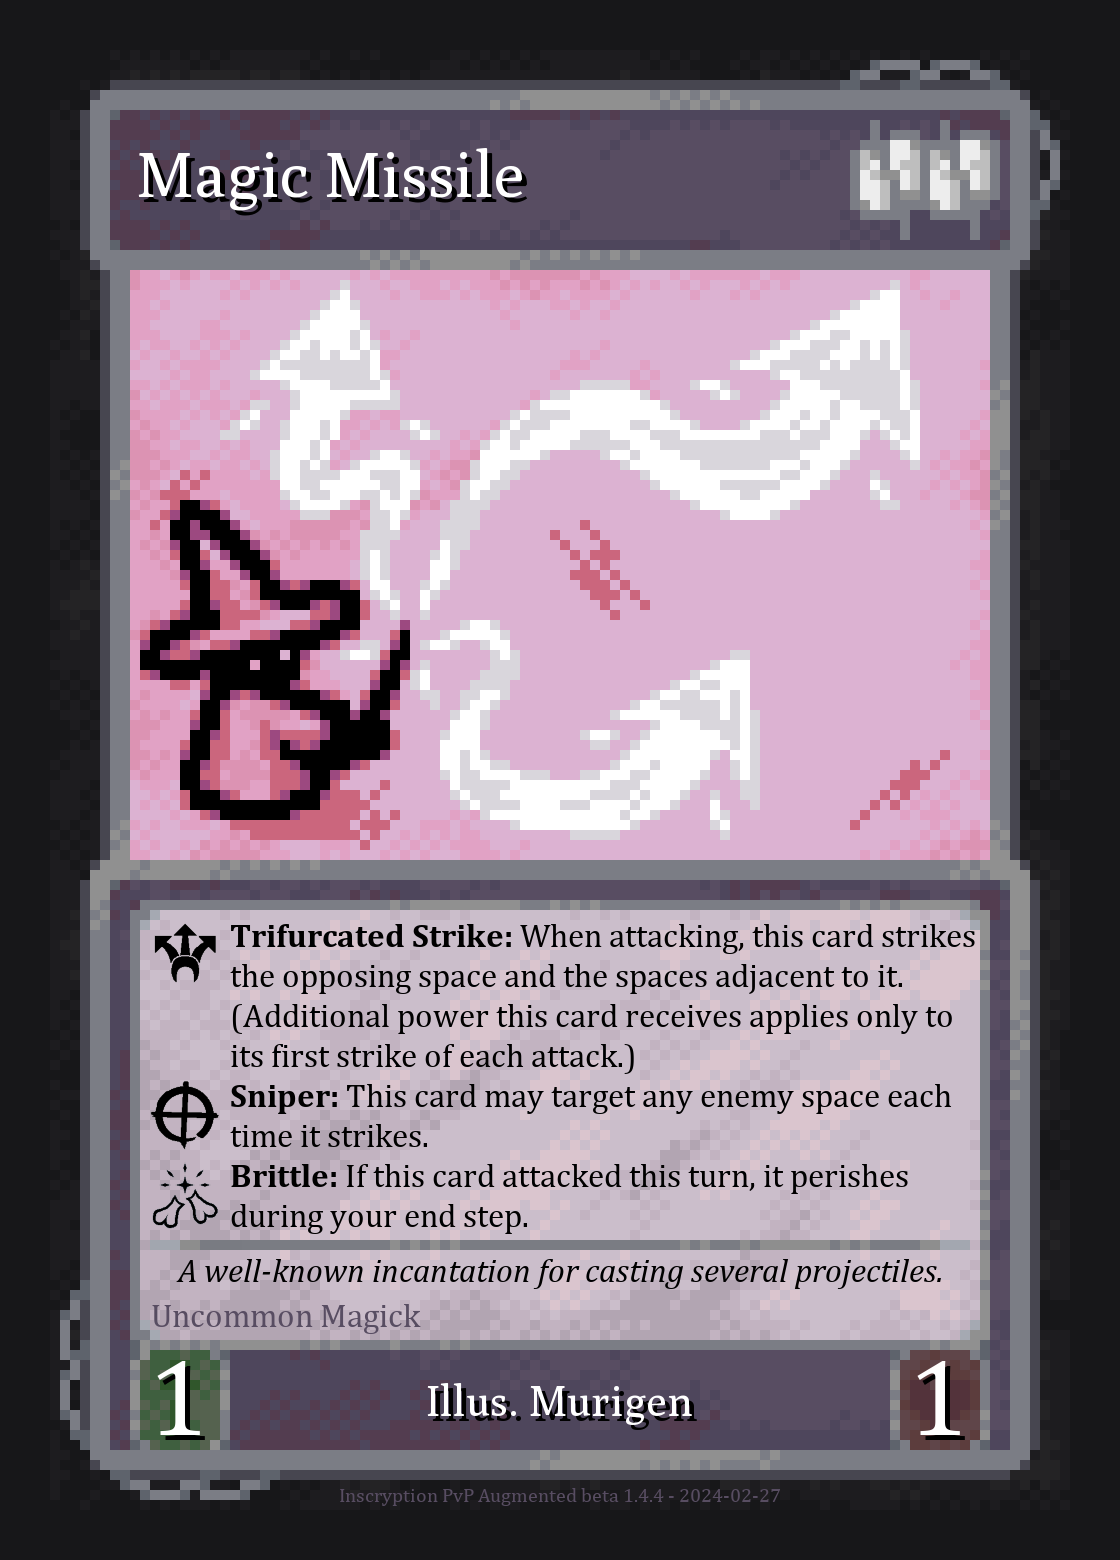 Magic Missile
Trifurcated Strike: When attacking, this card strikes
the opposing space and the spaces adjacent to it.
(Additional power this card receives applies only to
its first strike of each attack.)
Sniper: This card may target any enemy space each
time it strikes.
Brittle: If this card attacked this turn, it perishes
during your end step.
A well-known incantation for casting several projectiles.
Uncommon Magick
1 Illus. Murigen 1
Inscryption PvP Augmented beta 1.4.4 - 2024-02-27